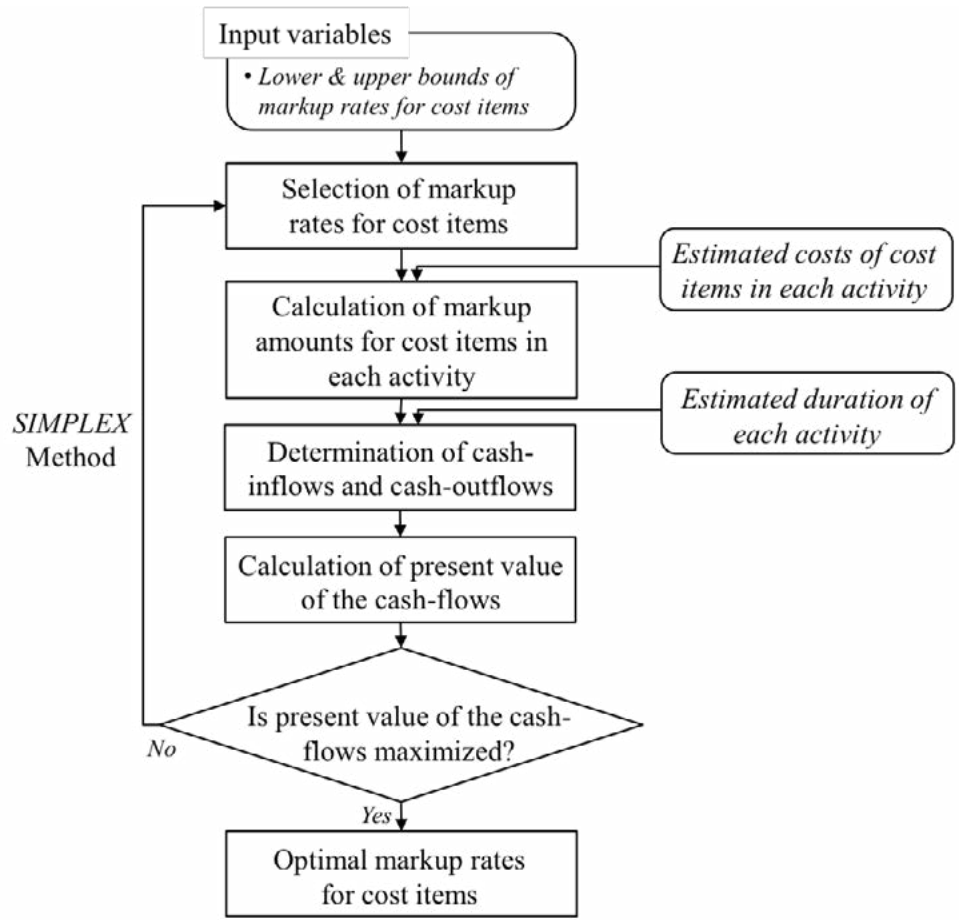 Input variables
• Lower & upper bounds of
markup rates for cost items
Selection of markup
rates for cost items
Estimated costs of cost
items in each activity
Calculation of markup
amounts for cost items in
each activity
Estimated duration of
each activity
SIMPLEX
Method
Determination of cash-
inflows and cash-outflows
Calculation of present value
of the cash-flows
Is present value of the cash-
flows maximized?
No
Yes
Optimal markup rates
for cost items